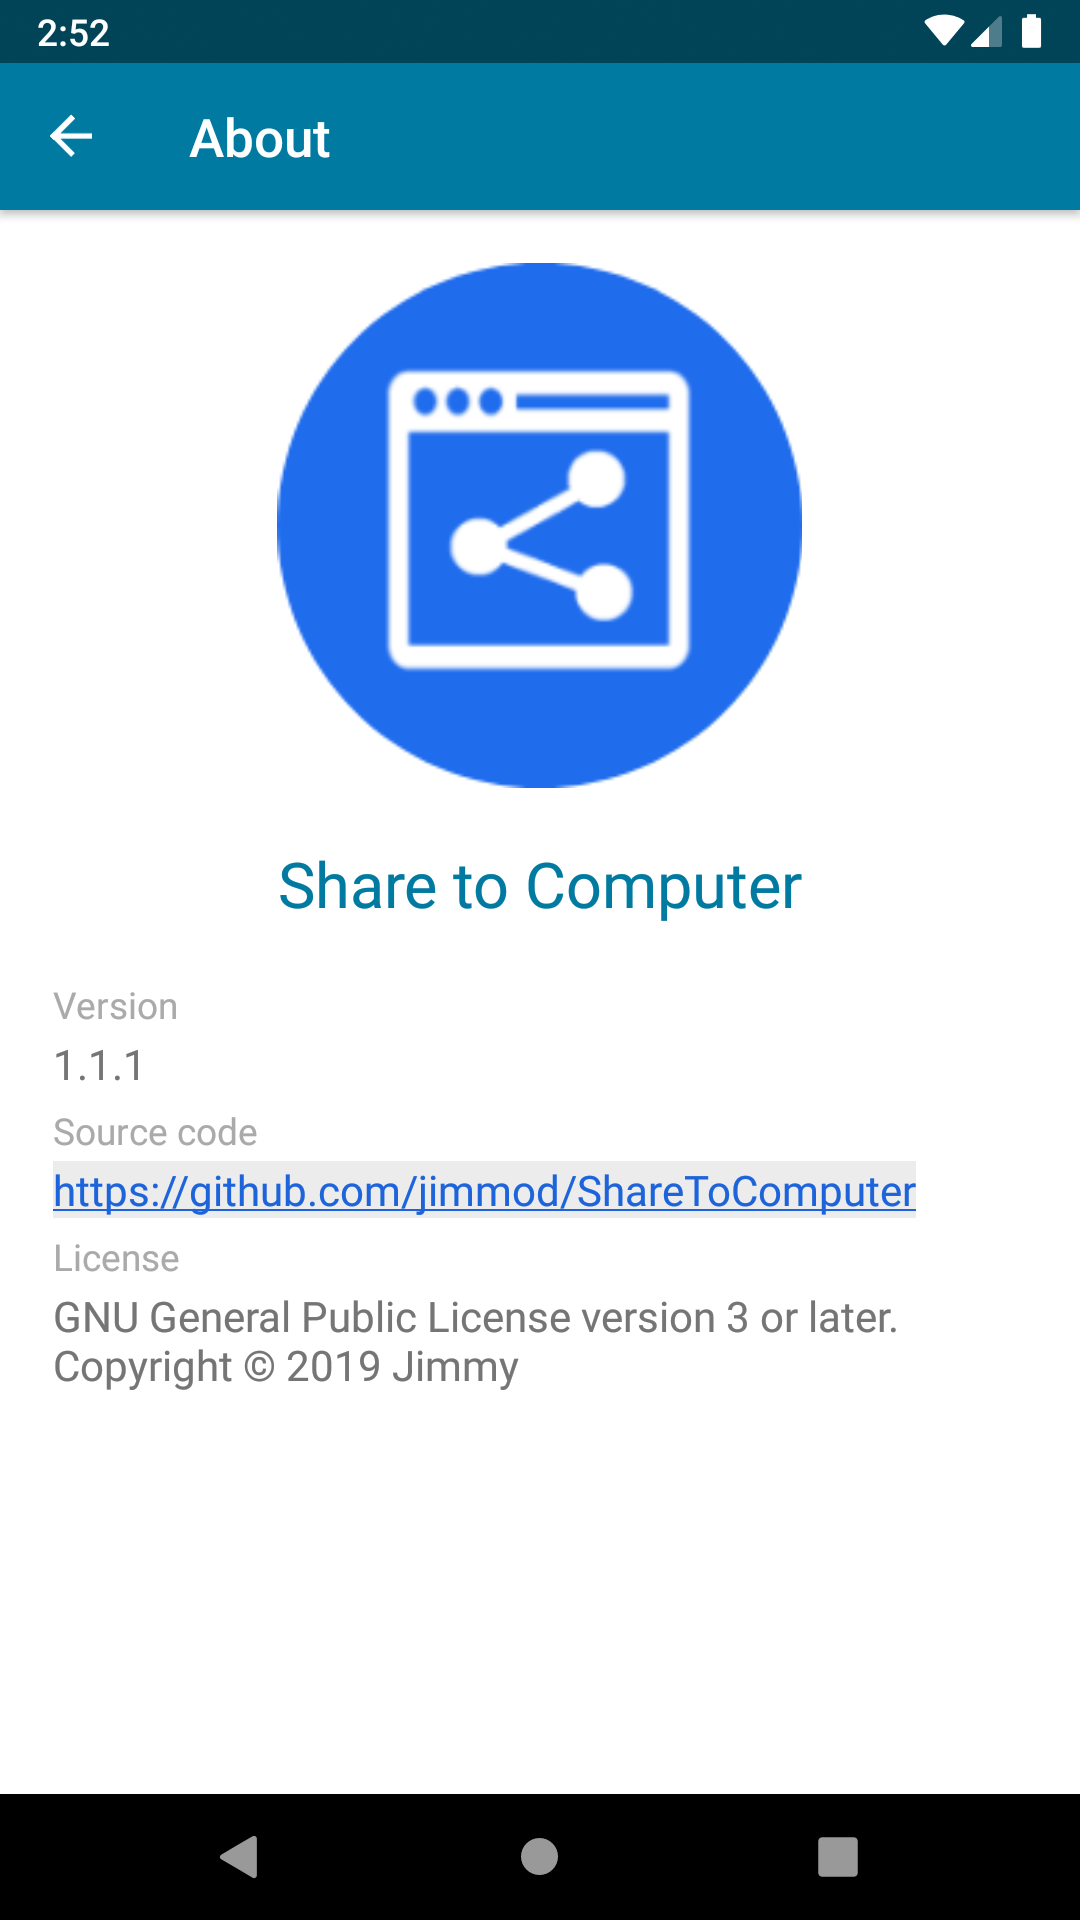 2:52
About
Share to Computer
Version
1.1.1
Source code
https://github.com/jimmod/ShareToComputer
License
GNU General Public License version 3 or later.
Copyright © 2019 Jimmy